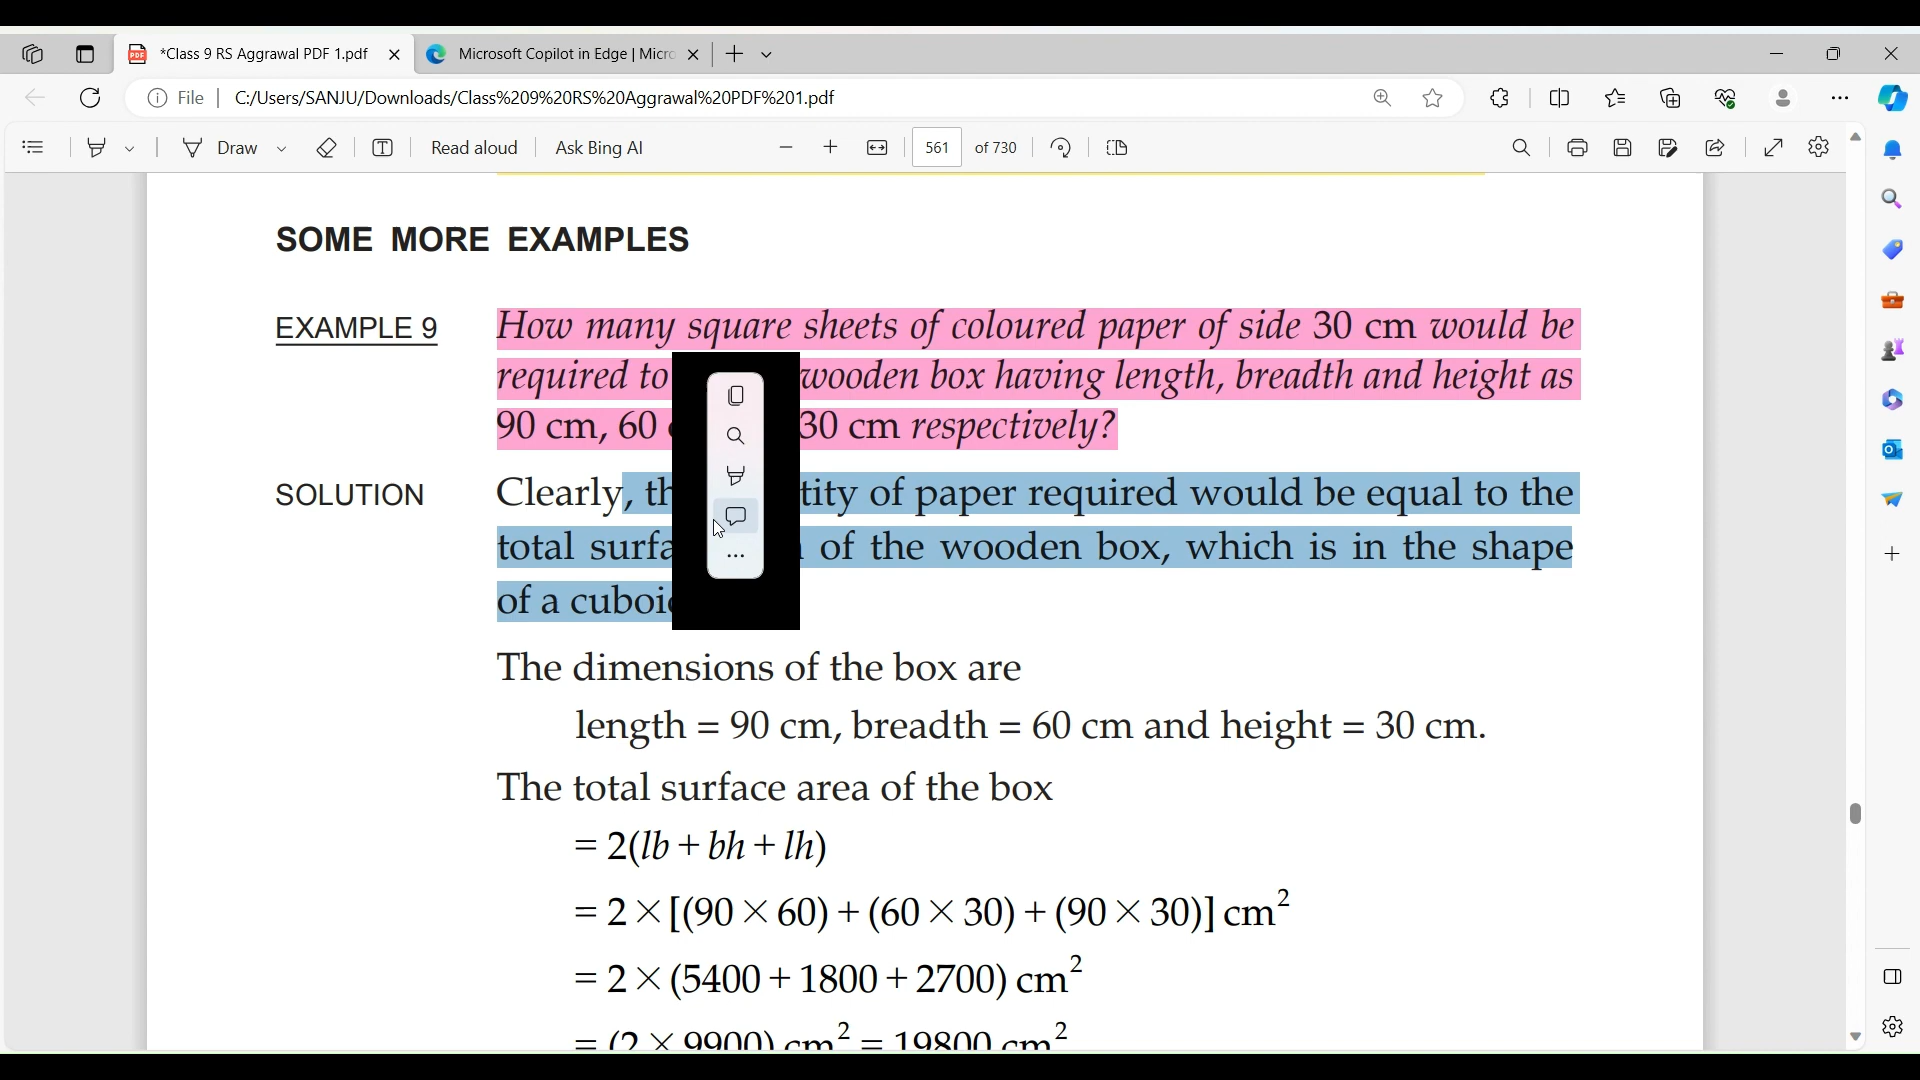 *Class 9 RS Aggrawal PDF 1.pdf
Microsoft Copilot in Edge | Micro
File
C:/Users/SANJU/Downloads/Class%209%20RS%20Aggrawal%20PDF%201.pdf
Draw
Read aloud
Ask Bing AI
561
of 730
SOME MORE EXAMPLES
EXAMPLE 9
How many square sheets of coloured paper of side 30 cm would be
required to wooden box having length, breadth and height as
90 cm, 60 30 cm respectively?
SOLUTION
Clearly, th tity of paper required would be equal to the
total surfa of the wooden box, which is in the shape
of a cuboi
The dimensions of the box are
length = 90 cm, breadth = 60 cm and height = 30 cm.
The total surface area of the box
= 2(lb + bh + lh)
= 2 × [(90 × 60) + (60 × 30) + (90 × 30)] cm²
= 2 × (5400 + 1800 + 2700) cm²
= (2 × 9900) cm² = 19800 cm²